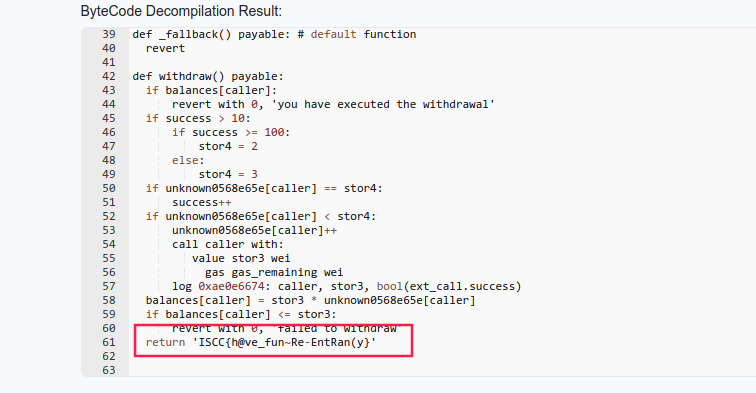 ByteCode Decompilation Result:
39 def _fallback() payable: # default function
40 revert
41
42 def withdraw() payable:
43 if balances[caller]:
44 revert with 0, 'you have executed the withdrawal'
45 if success > 10:
46 if success >= 100:
47 stor4 = 2
48 else:
49 stor4 = 3
50 if unknown0568e65e[caller] == stor4:
51 success++
52 if unknown0568e65e[caller] < stor4:
53 unknown0568e65e[caller]++
54 call caller with:
55 value stor3 wei
56 gas gas_remaining wei
57 log 0xae0e6674: caller, stor3, bool(ext_call.success)
58 balances[caller] = stor3 * unknown0568e65e[caller]
59 if balances[caller] <= stor3:
60 revert with 0, 'failed to withdraw'
61 return 'ISCC{h@ve_fun~Re-EntRan(y}'
62
63